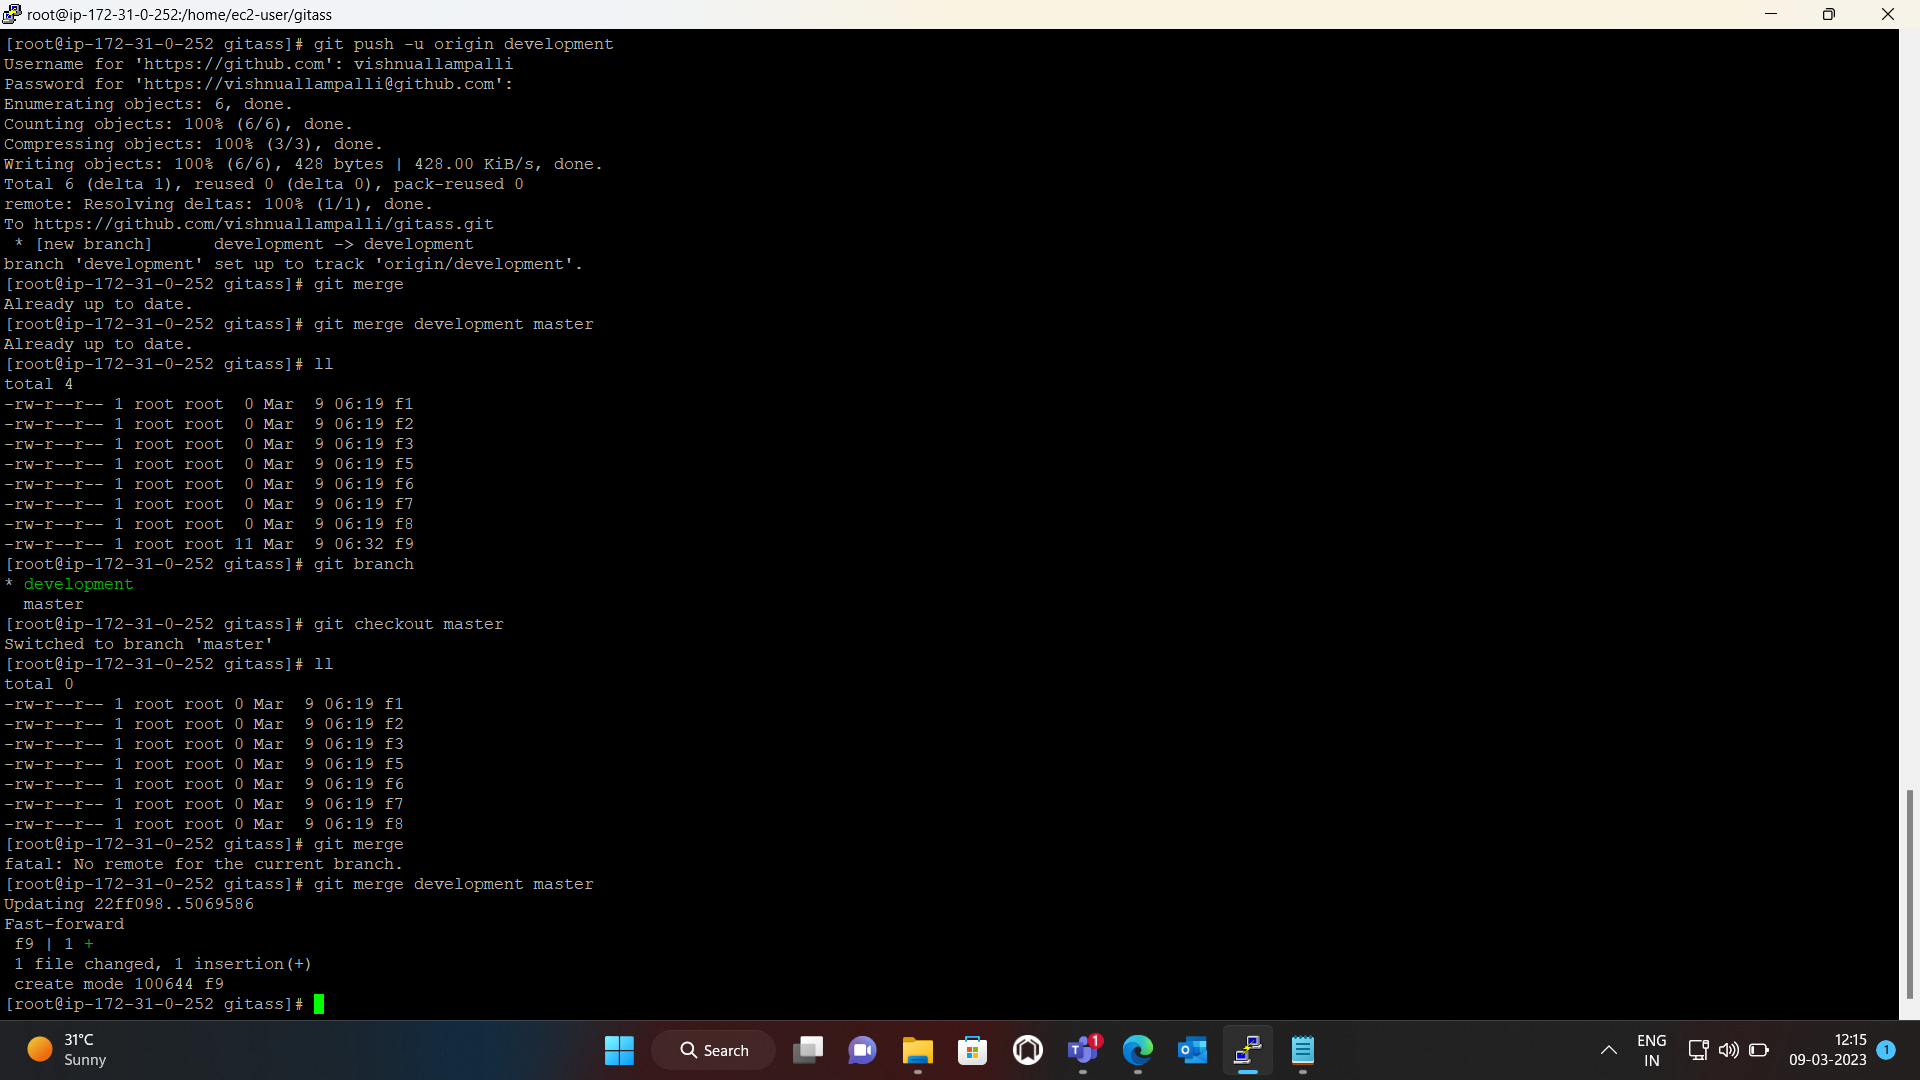 root@ip-172-31-0-252:/home/ec2-user/gitass
[root@ip-172-31-0-252 gitass]# git push -u origin development
Username for 'https://github.com': vishnuallampalli
Password for 'https://vishnuallampalli@github.com':
Enumerating objects: 6, done.
Counting objects: 100% (6/6), done.
Compressing objects: 100% (3/3), done.
Writing objects: 100% (6/6), 428 bytes | 428.00 KiB/s, done.
Total 6 (delta 1), reused 0 (delta 0), pack-reused 0
remote: Resolving deltas: 100% (1/1), done.
To https://github.com/vishnuallampalli/gitass.git
 * [new branch]      development -> development
branch 'development' set up to track 'origin/development'.
[root@ip-172-31-0-252 gitass]# git merge
Already up to date.
[root@ip-172-31-0-252 gitass]# git merge development master
Already up to date.
[root@ip-172-31-0-252 gitass]# ll
total 4
-rw-r--r-- 1 root root  0 Mar  9 06:19 f1
-rw-r--r-- 1 root root  0 Mar  9 06:19 f2
-rw-r--r-- 1 root root  0 Mar  9 06:19 f3
-rw-r--r-- 1 root root  0 Mar  9 06:19 f5
-rw-r--r-- 1 root root  0 Mar  9 06:19 f6
-rw-r--r-- 1 root root  0 Mar  9 06:19 f7
-rw-r--r-- 1 root root  0 Mar  9 06:19 f8
-rw-r--r-- 1 root root 11 Mar  9 06:32 f9
[root@ip-172-31-0-252 gitass]# git branch
* development
  master
[root@ip-172-31-0-252 gitass]# git checkout master
Switched to branch 'master'
[root@ip-172-31-0-252 gitass]# ll
total 0
-rw-r--r-- 1 root root 0 Mar  9 06:19 f1
-rw-r--r-- 1 root root 0 Mar  9 06:19 f2
-rw-r--r-- 1 root root 0 Mar  9 06:19 f3
-rw-r--r-- 1 root root 0 Mar  9 06:19 f5
-rw-r--r-- 1 root root 0 Mar  9 06:19 f6
-rw-r--r-- 1 root root 0 Mar  9 06:19 f7
-rw-r--r-- 1 root root 0 Mar  9 06:19 f8
[root@ip-172-31-0-252 gitass]# git merge
fatal: No remote for the current branch.
[root@ip-172-31-0-252 gitass]# git merge development master
Updating 22ff098..5069586
Fast-forward
 f9 | 1 +
 1 file changed, 1 insertion(+)
 create mode 100644 f9
[root@ip-172-31-0-252 gitass]#
31°C
Sunny
Search
1
ENG
IN
12:15
09-03-2023
1